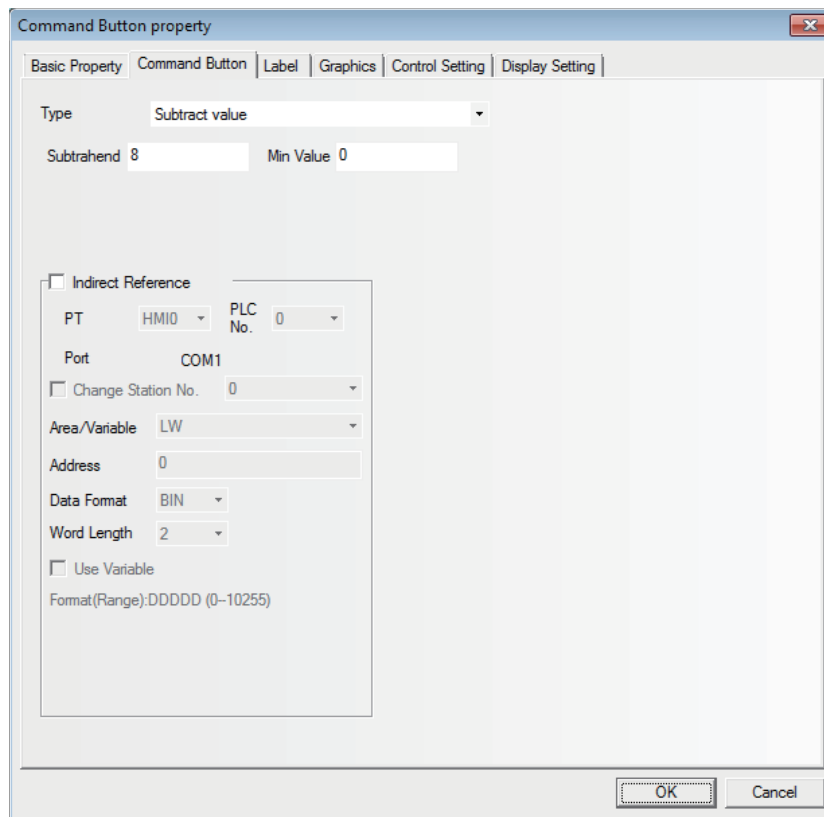 Command Button property
Basic Property Command Button Label Graphics Control Setting Display Setting
Type Subtract value
Subtrahend 8 Min Value 0
Indirect Reference
PT HMI0 PLC No. 0
Port COM1
Change Station No. 0
Area/Variable LW
Address 0
Data Format BIN
Word Length 2
Use Variable
Format(Range):DDDDD (0--10255)
OK Cancel